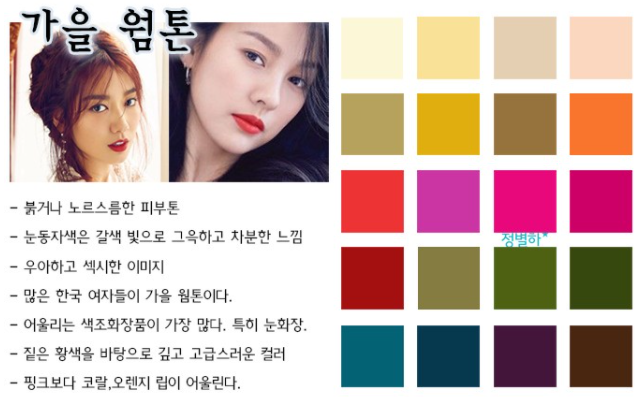 가을 웜톤
- 붉거나 노르스름한 피부톤
- 눈동자색은 갈색 빛으로 그윽하고 차분한 느낌
- 우아하고 섹시한 이미지
- 많은 한국 여자들이 가을 웜톤이다.
- 어울리는 색조화장품이 가장 많다. 특히 눈화장.
- 짙은 황색을 바탕으로 깊고 고급스러운 컬러
- 핑크보다 코랄,오렌지 립이 어울린다.
정별하*